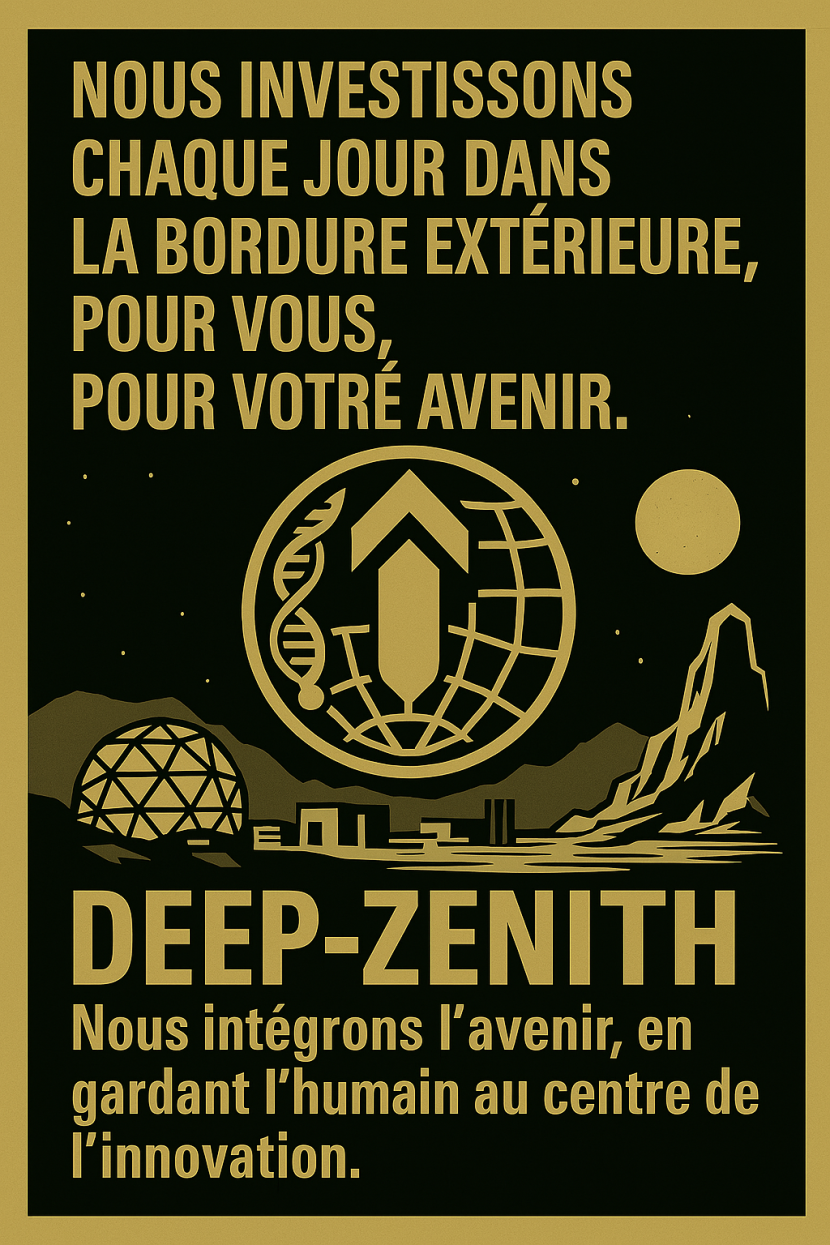 NOUS INVESTISSONS
CHAQUE JOUR DANS
LA BORDURE EXTÉRIEURE,
POUR VOUS,
POUR VOTRÉ AVENIR.
DEEP-ZENITH
Nous intégrons l’avenir, en
gardant l’humain au centre de
l’innovation.